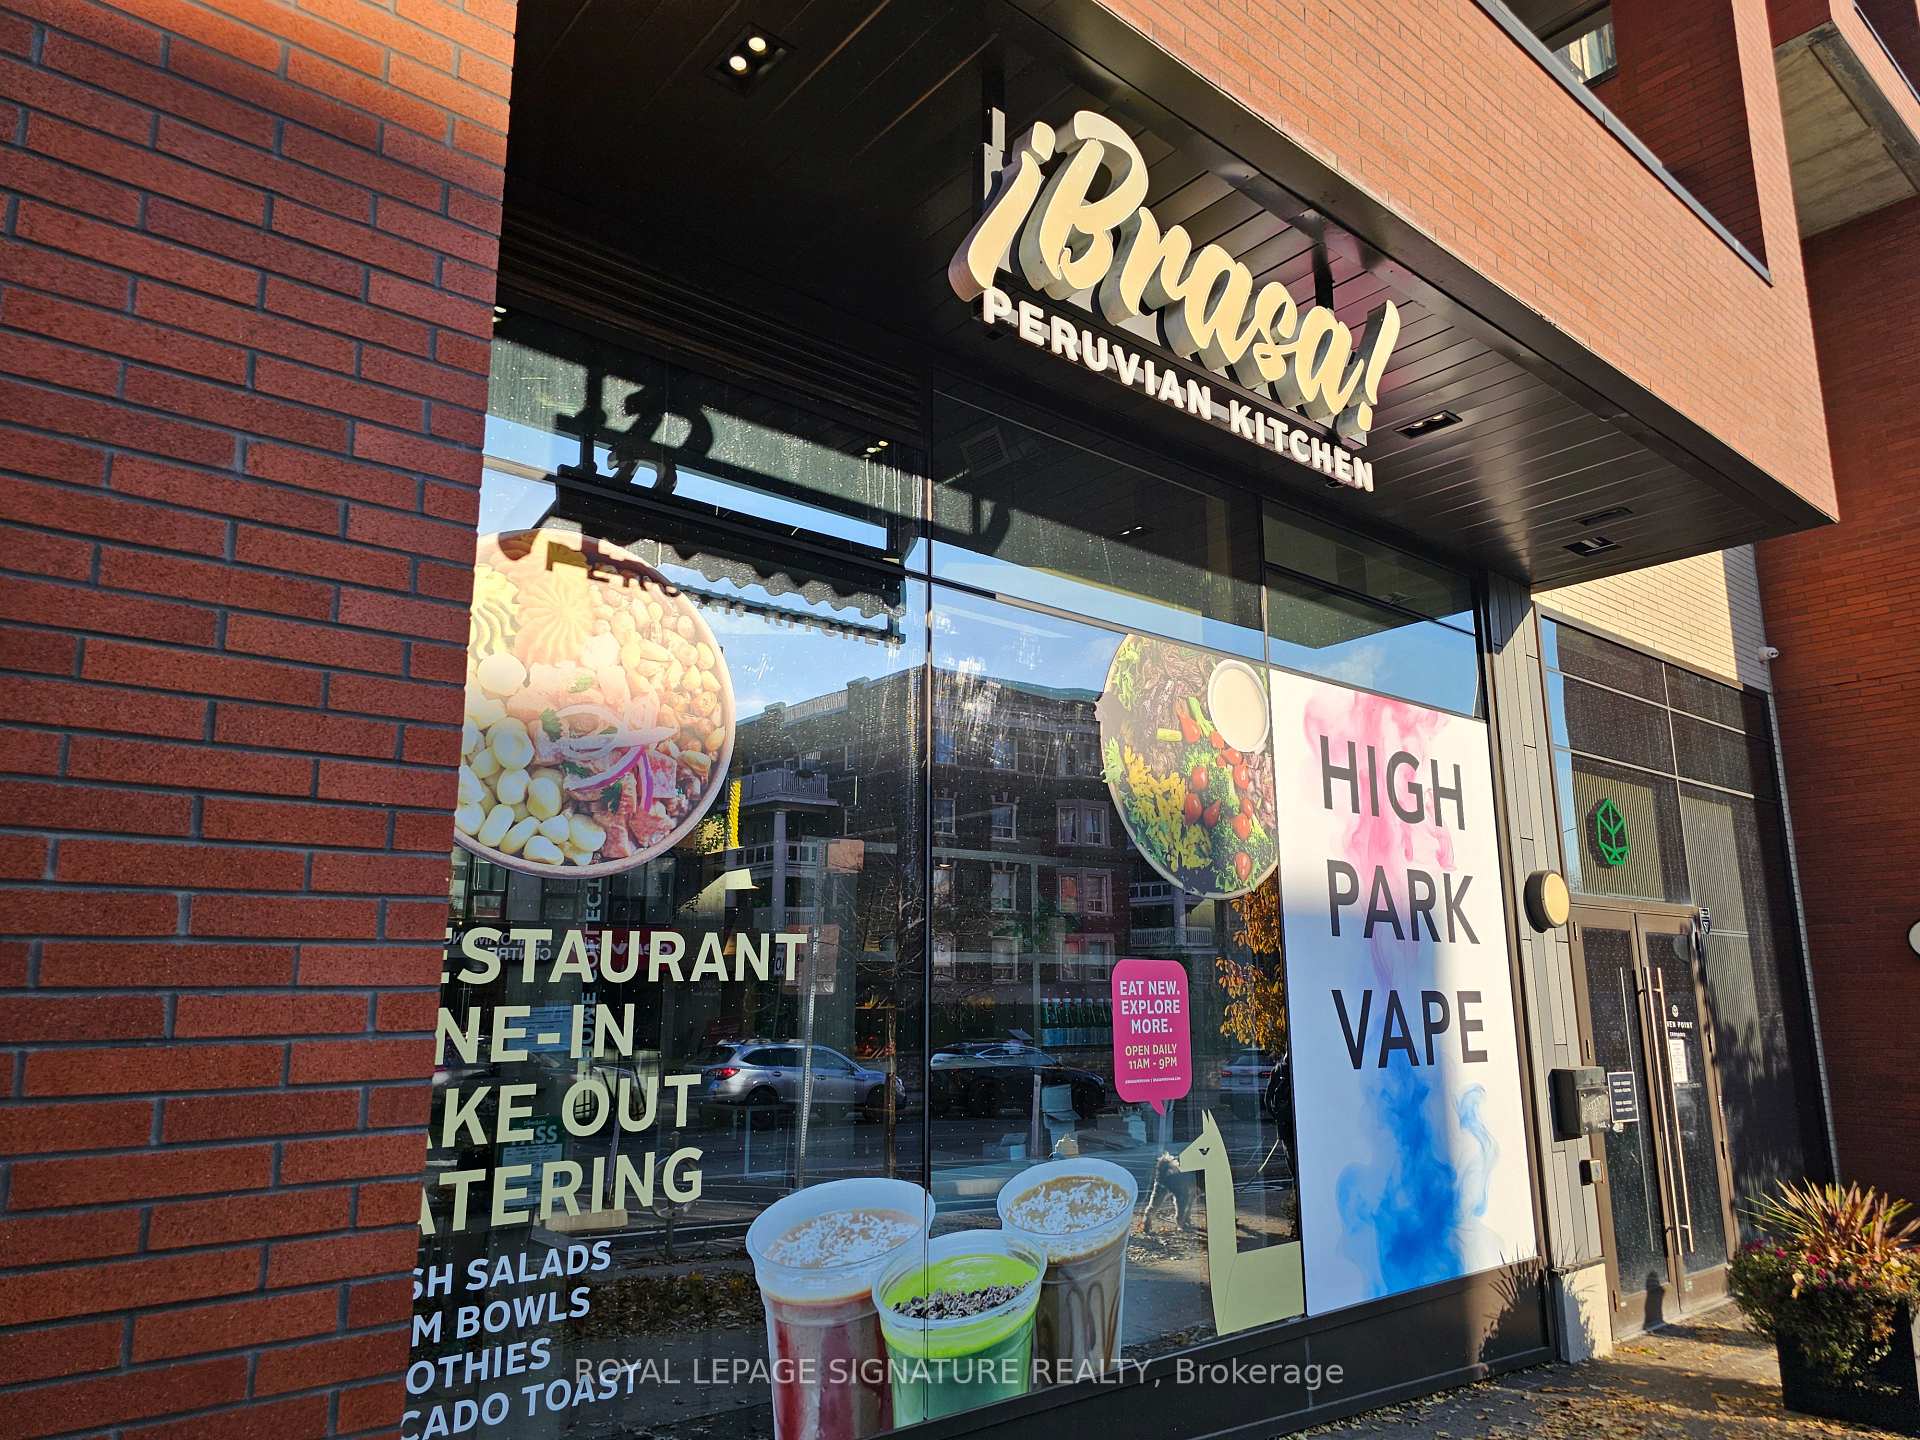 ¡Brasa!
PERUVIAN KITCHEN
ESTAURANT
NE-IN
AKE OUT
ATERING
SH SALADS
M BOWLS
OTHIES
CADO TOAST
EAT NEW.
EXPLORE
MORE.
OPEN DAILY
11AM - 9PM
HIGH
PARK
VAPE
ROYAL LEPAGE SIGNATURE REALTY, Brokerage